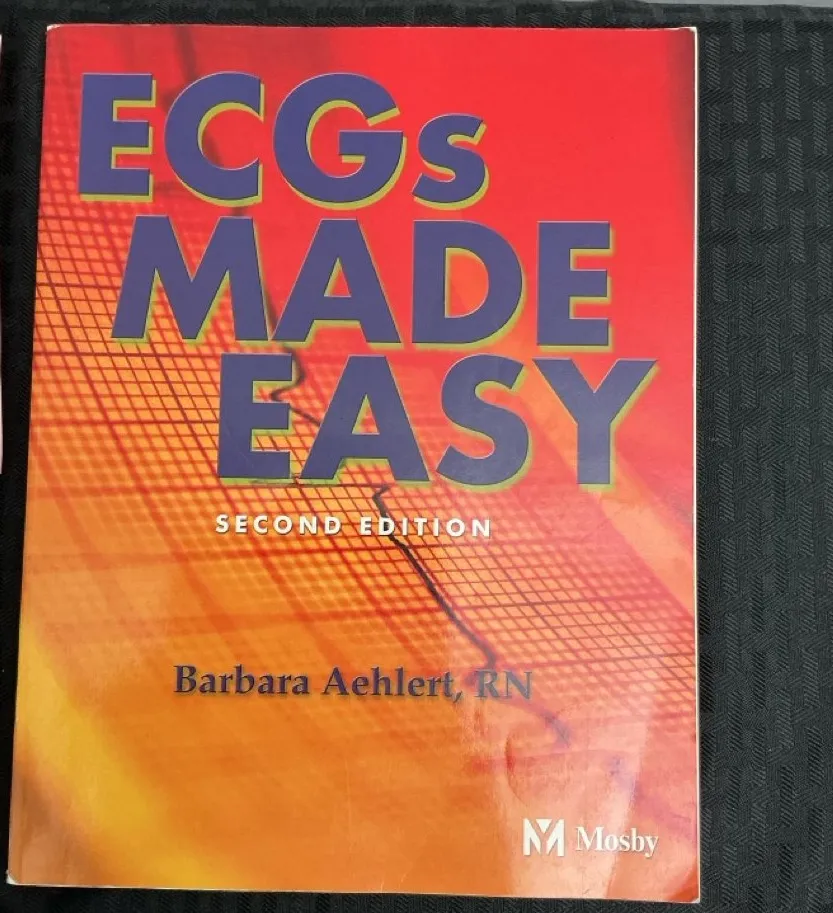 ECGs
MADE
EASY
SECOND EDITION
Barbara Aehlert, RN
Mosby